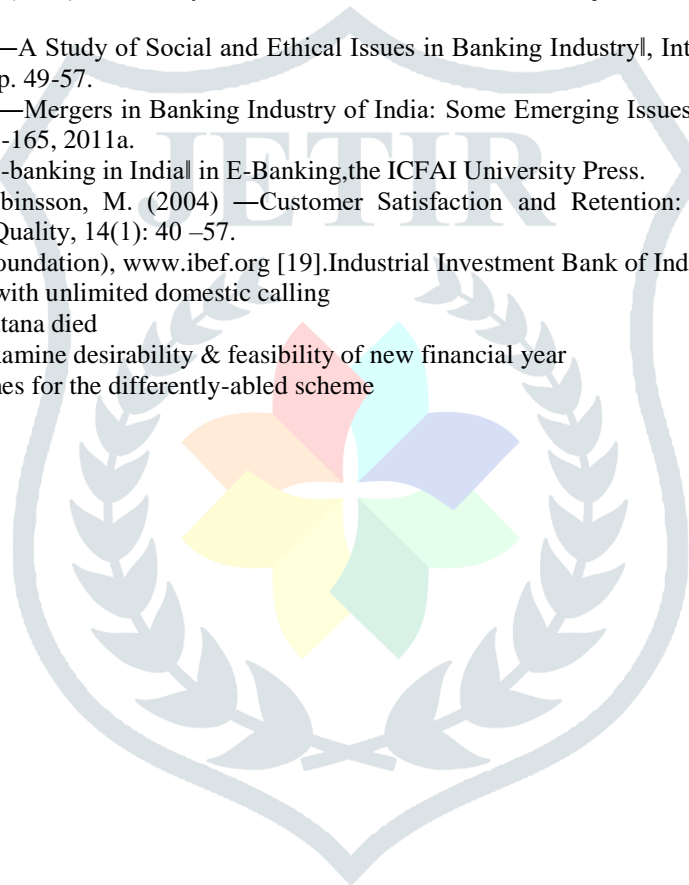 ―A Study of Social and Ethical Issues in Banking Industry‖, Int
p. 49-57.
―Mergers in Banking Industry of India: Some Emerging Issues
-165, 2011a.
-banking in India‖ in E-Banking,the ICFAI University Press.
binsson, M. (2004) ―Customer Satisfaction and Retention:
Quality, 14(1): 40 –57.
oundation), www.ibef.org [19].Industrial Investment Bank of Ind
with unlimited domestic calling
tana died
amine desirability & feasibility of new financial year
nes for the differently-abled scheme
JETIR